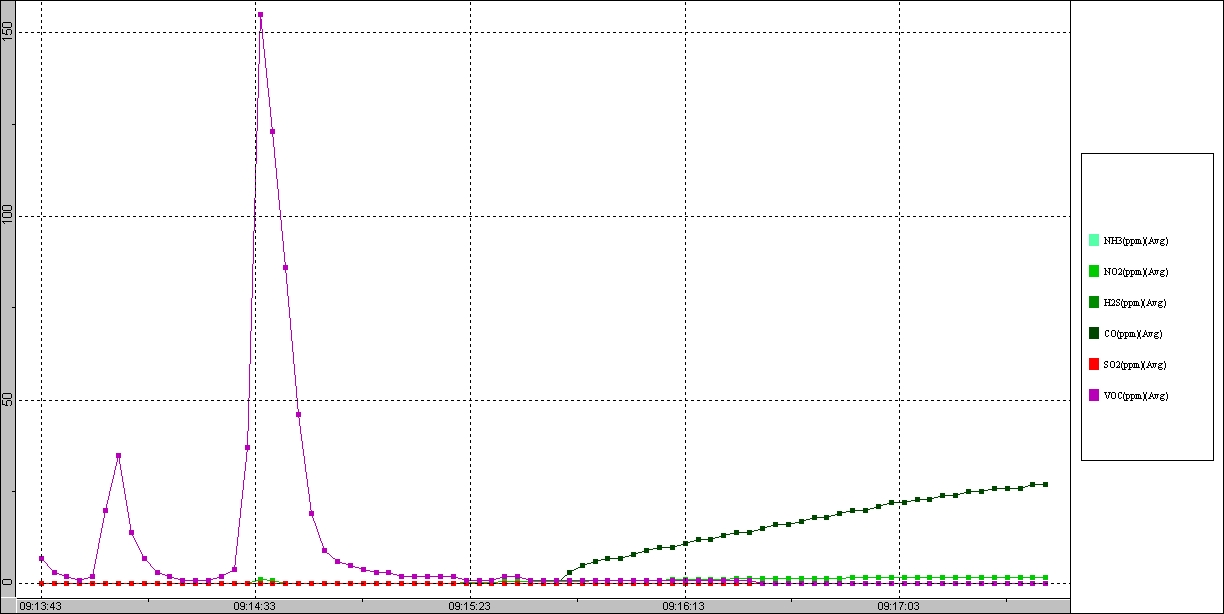 150
100
50
0
09:13:43 09:14:33 09:15:23 09:16:13 09:17:03
NH3(ppm)(Avg)
NO2(ppm)(Avg)
H2S(ppm)(Avg)
CO(ppm)(Avg)
SO2(ppm)(Avg)
VOC(ppm)(Avg)